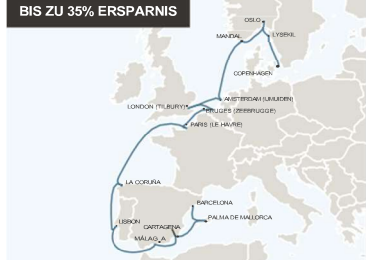 BIS ZU 35% ERSPARNIS
OSLO
MANDAL
LYSEKIL
COPENHAGEN
AMSTERDAM (IJMUIDEN)
LONDON (TILBURY)
BRUGES (ZEEBRUGGE)
PARIS (LE HAVRE)
LA CORUÑA
BARCELONA
PALMA DE MALLORCA
LISBON
CARTAGENA
MÁLAGA